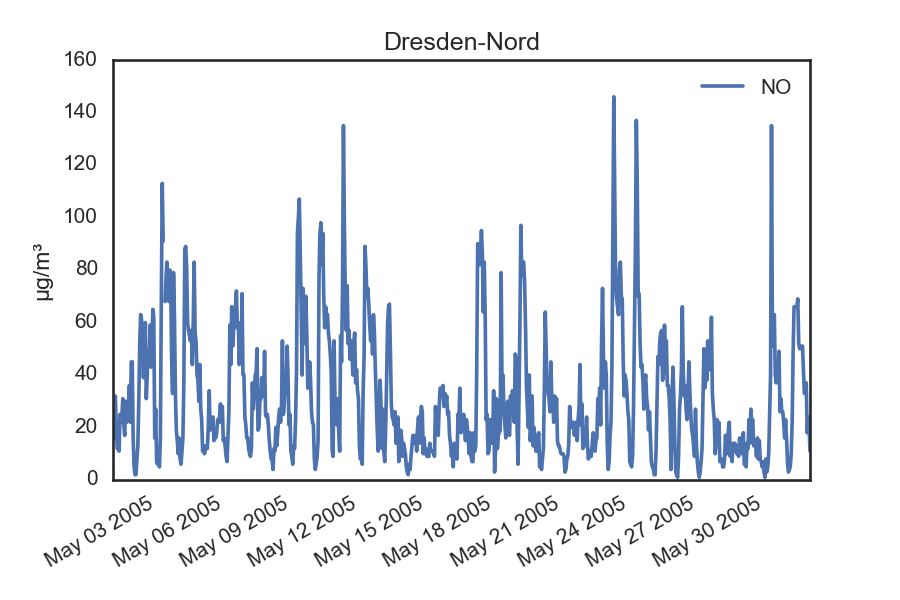 Dresden-Nord
160
140
120
100
80
60
40
20
0
µg/m³
NO
May 03 2005
May 06 2005
May 09 2005
May 12 2005
May 15 2005
May 18 2005
May 21 2005
May 24 2005
May 27 2005
May 30 2005